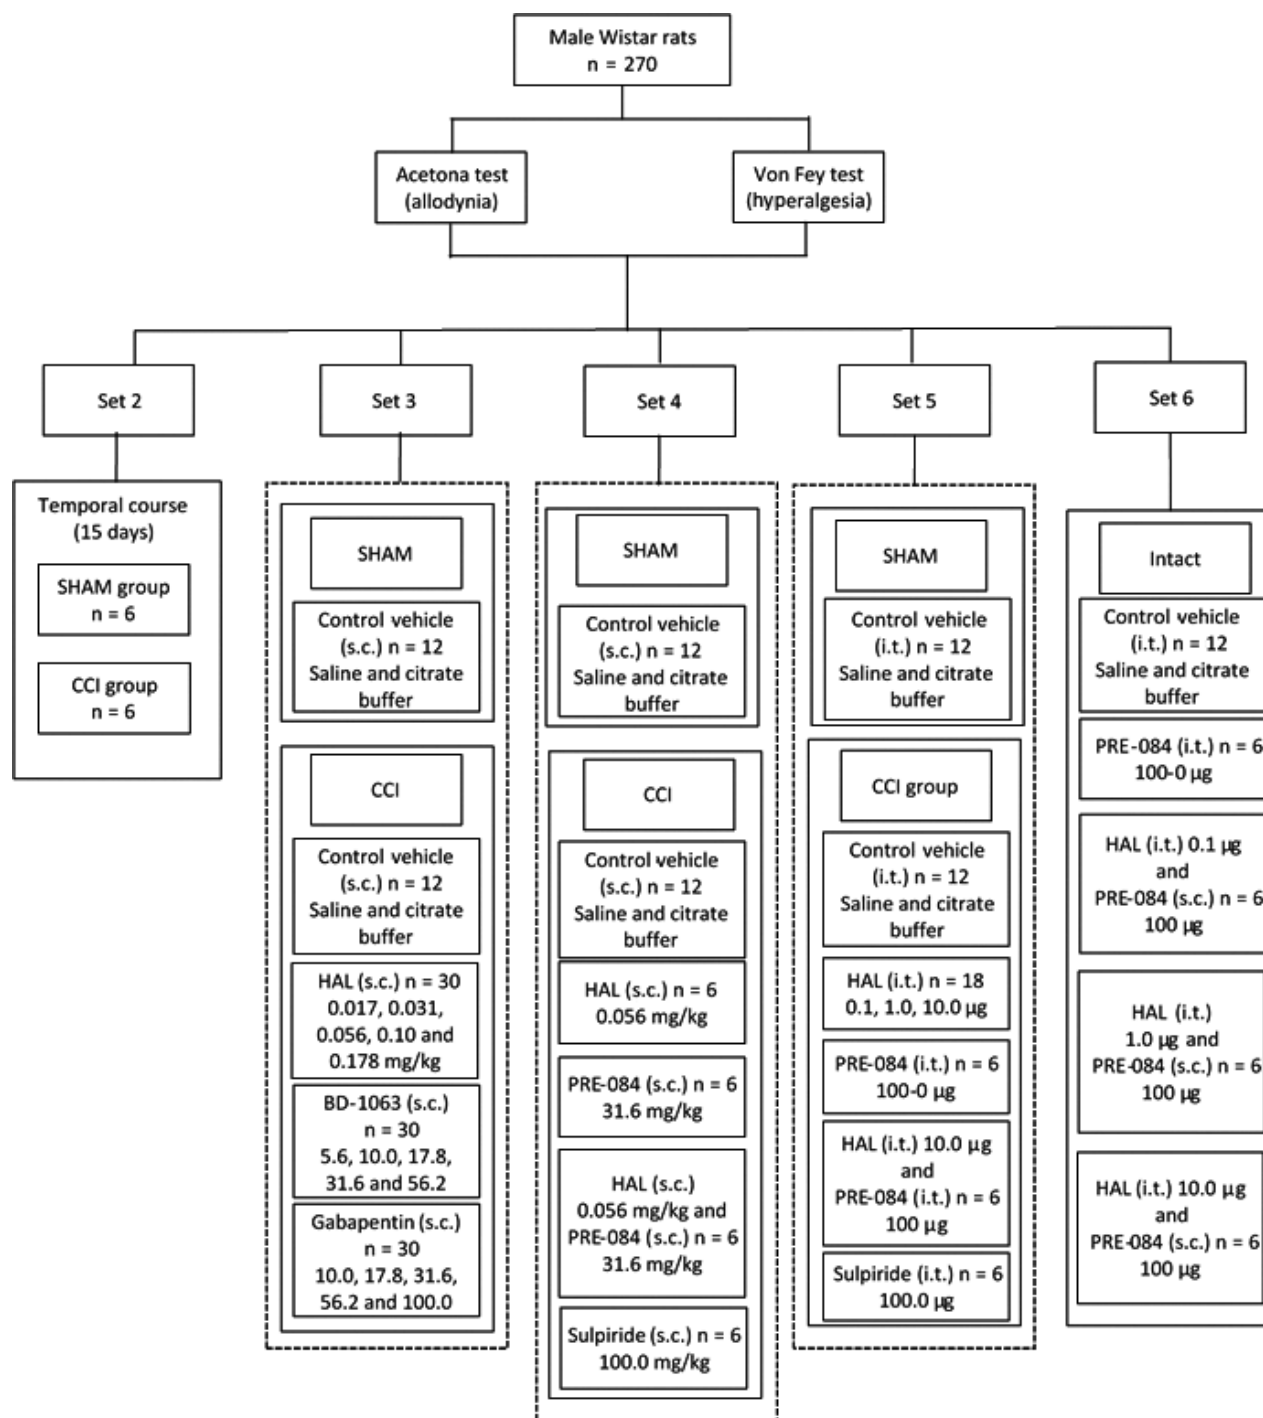 Male Wistar rats
n = 270
Acetona test
(allodynia)
Von Fey test
(hyperalgesia)
Set 2
Set 3
Set 4
Set 5
Set 6
Temporal course
(15 days)
SHAM group
n = 6
CCI group
n = 6
SHAM
Control vehicle
(s.c.) n = 12
Saline and citrate
buffer
CCI
Control vehicle
(s.c.) n = 12
Saline and citrate
buffer
HAL (s.c.) n = 30
0.017, 0.031,
0.056, 0.10 and
0.178 mg/kg
BD-1063 (s.c.)
n = 30
5.6, 10.0, 17.8,
31.6 and 56.2
Gabapentin (s.c.)
n = 30
10.0, 17.8, 31.6,
56.2 and 100.0
SHAM
Control vehicle
(s.c.) n = 12
Saline and citrate
buffer
CCI
Control vehicle
(s.c.) n = 12
Saline and citrate
buffer
HAL (s.c.) n = 6
0.056 mg/kg
PRE-084 (s.c.) n = 6
31.6 mg/kg
HAL (s.c.)
0.056 mg/kg and
PRE-084 (s.c.) n = 6
31.6 mg/kg
Sulpiride (s.c.) n = 6
100.0 mg/kg
SHAM
Control vehicle
(i.t.) n = 12
Saline and citrate
buffer
CCI group
Control vehicle
(i.t.) n = 12
Saline and citrate
buffer
HAL (i.t.) n = 18
0.1, 1.0, 10.0 µg
PRE-084 (i.t.) n = 6
100-0 µg
HAL (i.t.) 10.0 µg
and
PRE-084 (i.t.) n = 6
100 µg
Sulpiride (i.t.) n = 6
100.0 µg
Intact
Control vehicle
(i.t.) n = 12
Saline and citrate
buffer
PRE-084 (i.t.) n = 6
100-0 µg
HAL (i.t.) 0.1 µg
and
PRE-084 (s.c.) n = 6
100 µg
HAL (i.t.)
1.0 µg and
PRE-084 (s.c.) n = 6
100 µg
HAL (i.t.) 10.0 µg
and
PRE-084 (s.c.) n = 6
100 µg